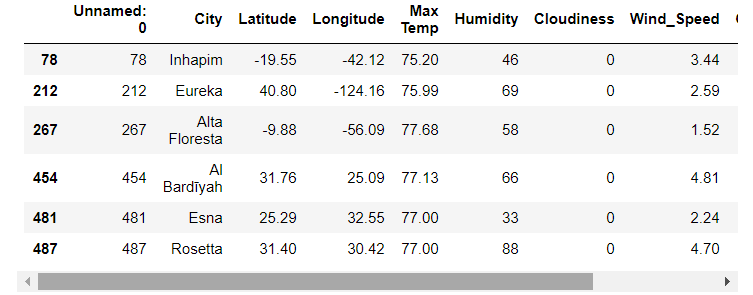 Unnamed: 0 City Latitude Longitude Max Temp Humidity Cloudiness Wind_Speed
78 78 Inhapim -19.55 -42.12 75.20 46 0 3.44
212 212 Eureka 40.80 -124.16 75.99 69 0 2.59
267 267 Alta Floresta -9.88 -56.09 77.68 58 0 1.52
454 454 Al Bardīyah 31.76 25.09 77.13 66 0 4.81
481 481 Esna 25.29 32.55 77.00 33 0 2.24
487 487 Rosetta 31.40 30.42 77.00 88 0 4.70